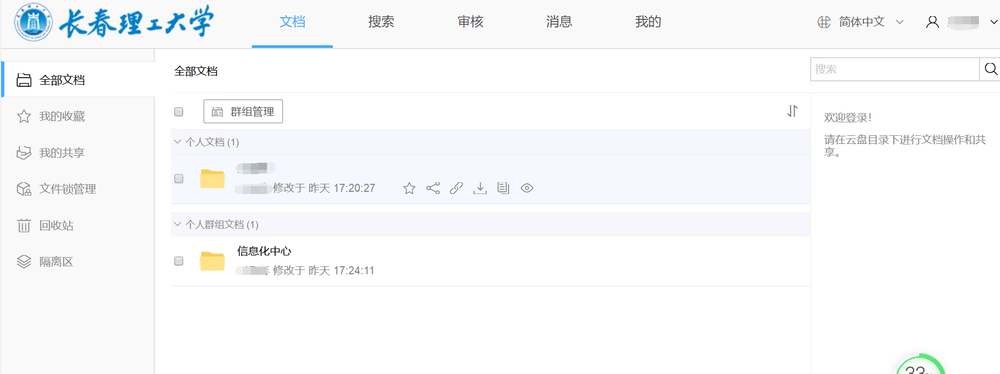 长春理工大学
文档
搜索
审核
消息
我的
简体中文
全部文档
我的收藏
我的共享
文件锁管理
回收站
隔离区
全部文档
搜索
群组管理
个人文档 (1)
修改于 昨天 17:20:27
个人群组文档 (1)
信息化中心
修改于 昨天 17:24:11
欢迎登录!
请在云盘目录下进行文档操作和共
享。
33%